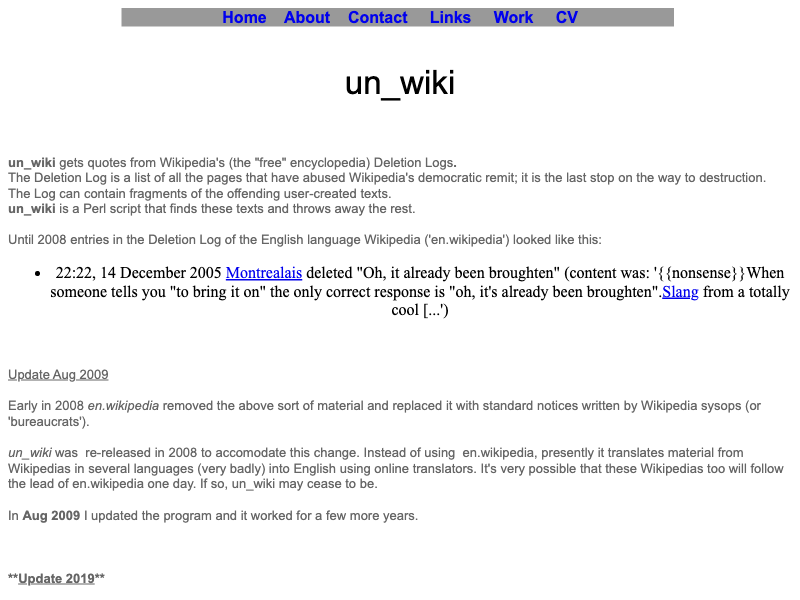 Home About Contact Links Work CV
un_wiki
un_wiki gets quotes from Wikipedia's (the "free" encyclopedia) Deletion Logs.
The Deletion Log is a list of all the pages that have abused Wikipedia's democratic remit; it is the last stop on the way to destruction.
The Log can contain fragments of the offending user-created texts.
un_wiki is a Perl script that finds these texts and throws away the rest.
Until 2008 entries in the Deletion Log of the English language Wikipedia ('en.wikipedia') looked like this:
• 22:22, 14 December 2005 Montrealais deleted "Oh, it already been broughten" (content was: '{{nonsense}}When
someone tells you "to bring it on" the only correct response is "oh, it's already been broughten".Slang from a totally
cool [...')
Update Aug 2009
Early in 2008 en.wikipedia removed the above sort of material and replaced it with standard notices written by Wikipedia sysops (or
'bureaucrats').
un_wiki was re-released in 2008 to accomodate this change. Instead of using en.wikipedia, presently it translates material from
Wikipedias in several languages (very badly) into English using online translators. It's very possible that these Wikipedias too will follow
the lead of en.wikipedia one day. If so, un_wiki may cease to be.
In Aug 2009 I updated the program and it worked for a few more years.
**Update 2019**